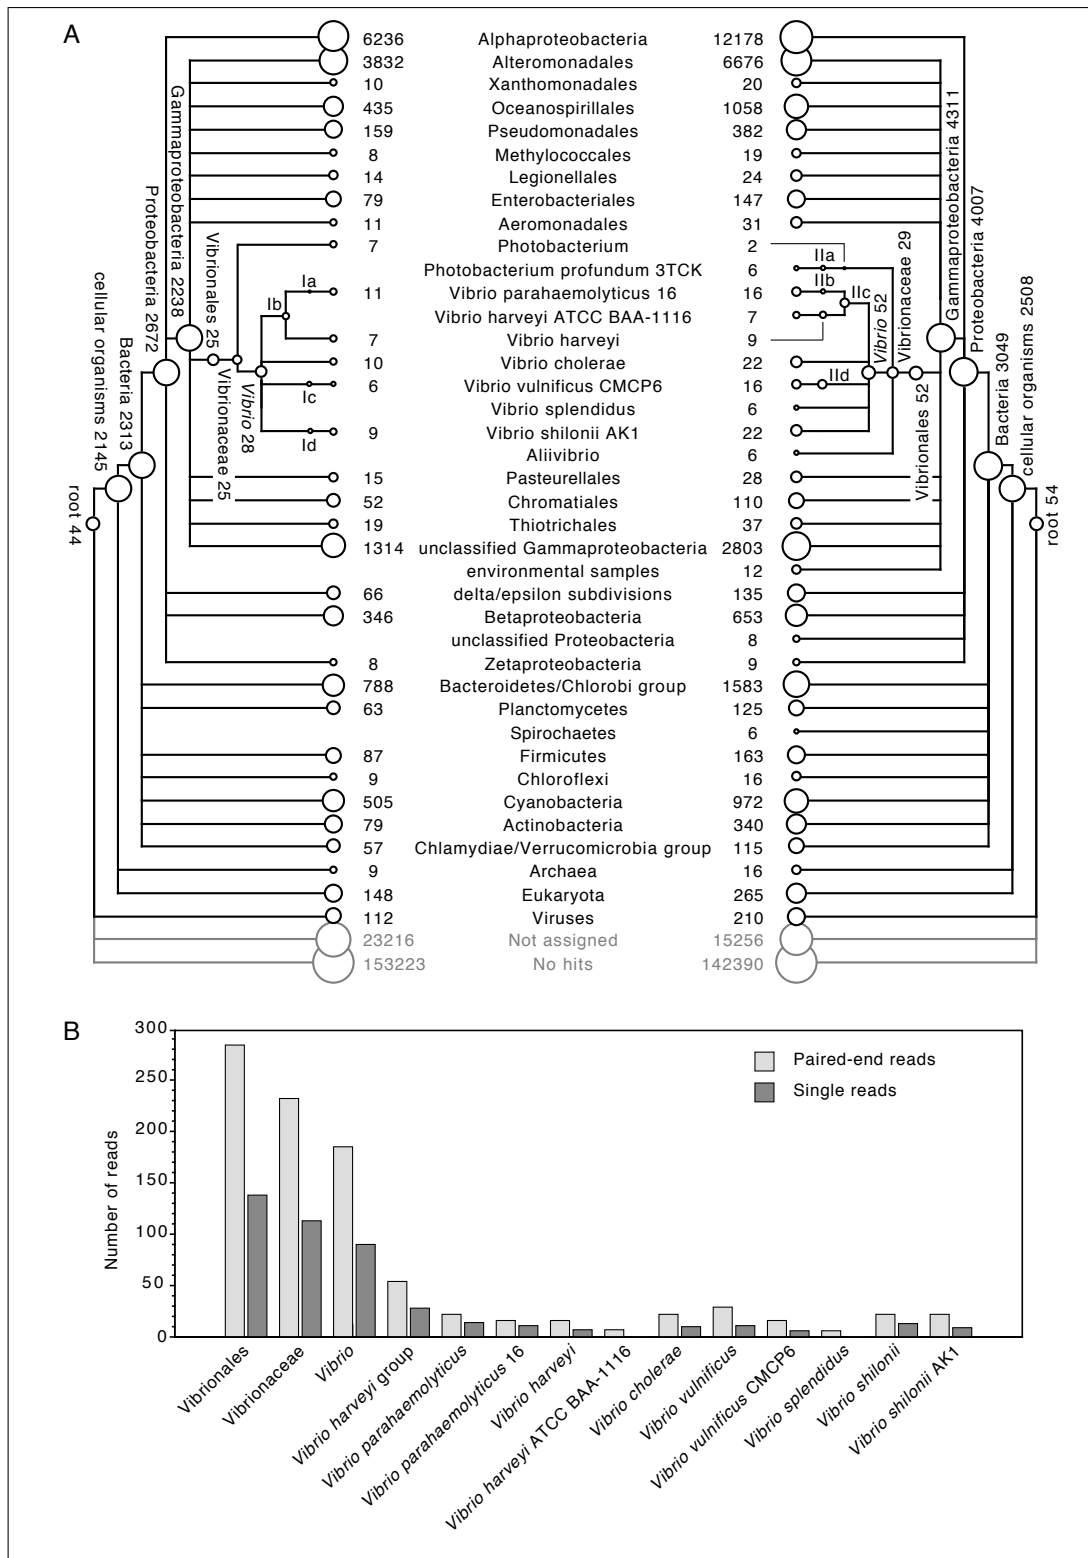 A
6236 Alphaproteobacteria 12178
3832 Alteromonadales 6676
10 Xanthomonadales 20
435 Oceanospirillales 1058
159 Pseudomonadales 382
8 Methylococcales 19
14 Legionellales 24
79 Enterobacteriales 147
11 Aeromonadales 31
7 Photobacterium 2
Photobacterium profundum 3TCK 6
11 Vibrio parahaemolyticus 16 16
Vibrio harveyi ATCC BAA-1116 7
7 Vibrio harveyi 9
10 Vibrio cholerae 22
6 Vibrio vulnificus CMCP6 16
Vibrio splendidus 6
9 Vibrio shilonii AK1 22
Aliivibrio 6
15 Pasteurellales 28
52 Chromatiales 110
19 Thiotrichales 37
1314 unclassified Gammaproteobacteria 2803
environmental samples 12
66 delta/epsilon subdivisions 135
346 Betaproteobacteria 653
unclassified Proteobacteria 8
8 Zetaproteobacteria 9
788 Bacteroidetes/Chlorobi group 1583
63 Planctomycetes 125
Spirochaetes 6
87 Firmicutes 163
9 Chloroflexi 16
505 Cyanobacteria 972
79 Actinobacteria 340
57 Chlamydiae/Verrucomicrobia group 115
9 Archaea 16
148 Eukaryota 265
112 Viruses 210
23216 Not assigned 15256
153223 No hits 142390
root 44
cellular organisms 2145
Bacteria 2313
Proteobacteria 2672
Gammaproteobacteria 2238
Vibrionales 25
Vibrionaceae 25
Vibrio 28
Ia
Ib
Ic
Id
IIa
IIb
IIc
IId
Vibrio 52
Vibrionaceae 29
Vibrionales 52
Gammaproteobacteria 4311
Proteobacteria 4007
Bacteria 3049
cellular organisms 2508
root 54
B
Number of reads
300
250
200
150
100
50
0
Paired-end reads
Single reads
Vibrionales
Vibrionaceae
Vibrio
Vibrio harveyi group
Vibrio parahaemolyticus
Vibrio parahaemolyticus 16
Vibrio harveyi
Vibrio harveyi ATCC BAA-1116
Vibrio cholerae
Vibrio vulnificus
Vibrio vulnificus CMCP6
Vibrio splendidus
Vibrio shilonii
Vibrio shilonii AK1